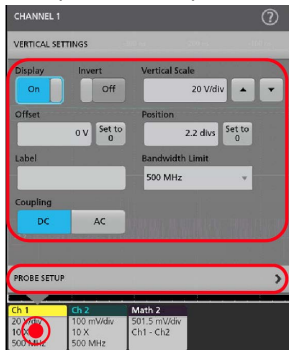 CHANNEL 1
?
VERTICAL SETTINGS
Display Invert Vertical Scale
On Off 20 V/div
Offset Position
0 V Set to 0 2.2 divs Set to 0
Label Bandwidth Limit
500 MHz
Coupling
DC AC
PROBE SETUP
Ch 1 Ch 2 Math 2
20 V/div 100 mV/div 501.5 mV/div
10 X 10 X Ch1 - Ch2
500 MHz 500 MHz